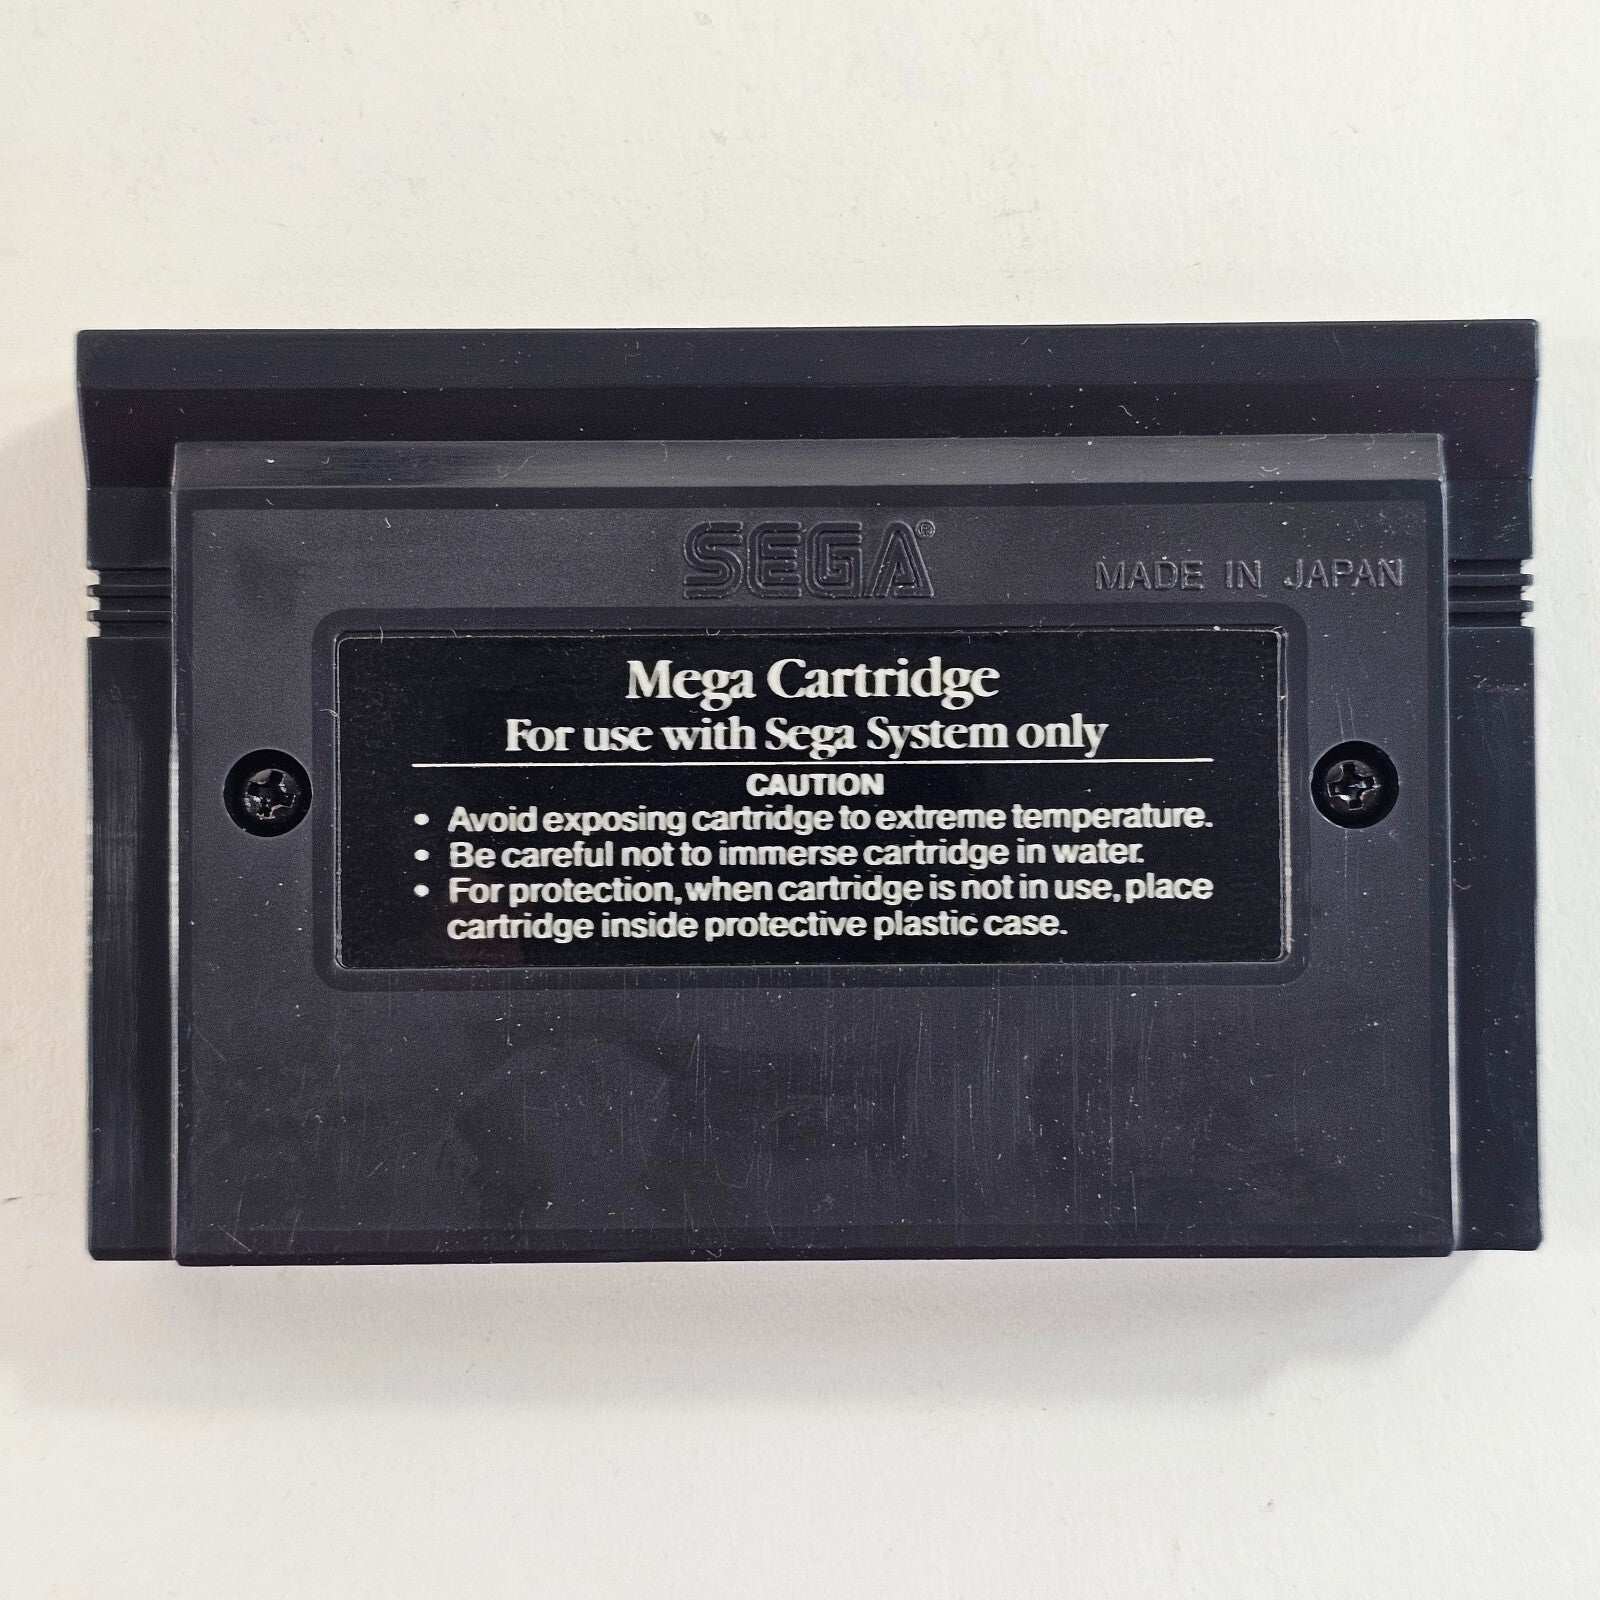 SEGA®
MADE IN JAPAN
Mega Cartridge
For use with Sega System only
CAUTION
• Avoid exposing cartridge to extreme temperature.
• Be careful not to immerse cartridge in water.
• For protection, when cartridge is not in use, place
cartridge inside protective plastic case.